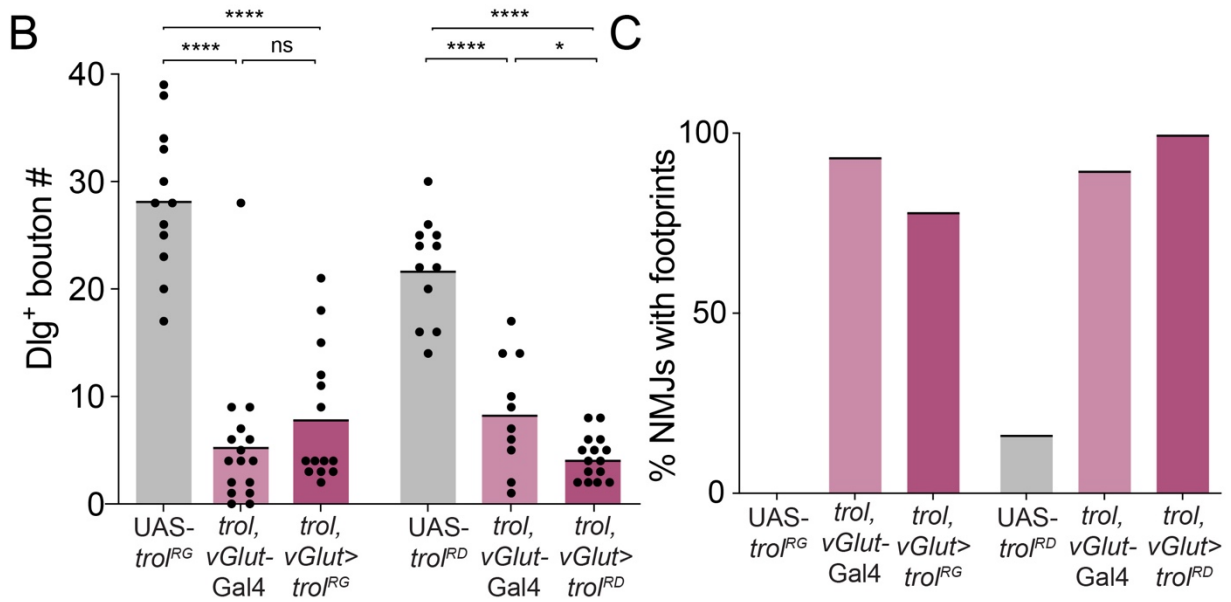 B
**** ****
**** ns **** *
C
40
30
20
10
0
Dlg+ bouton #
UAS-
trolRG
trol,
vGlut-
Gal4
trol,
vGlut>
trolRG
UAS-
trolRD
trol,
vGlut-
Gal4
trol,
vGlut>
trolRD
100
50
0
% NMJs with footprints
UAS-
trolRG
trol,
vGlut-
Gal4
trol,
vGlut>
trolRG
UAS-
trolRD
trol,
vGlut-
Gal4
trol,
vGlut>
trolRD